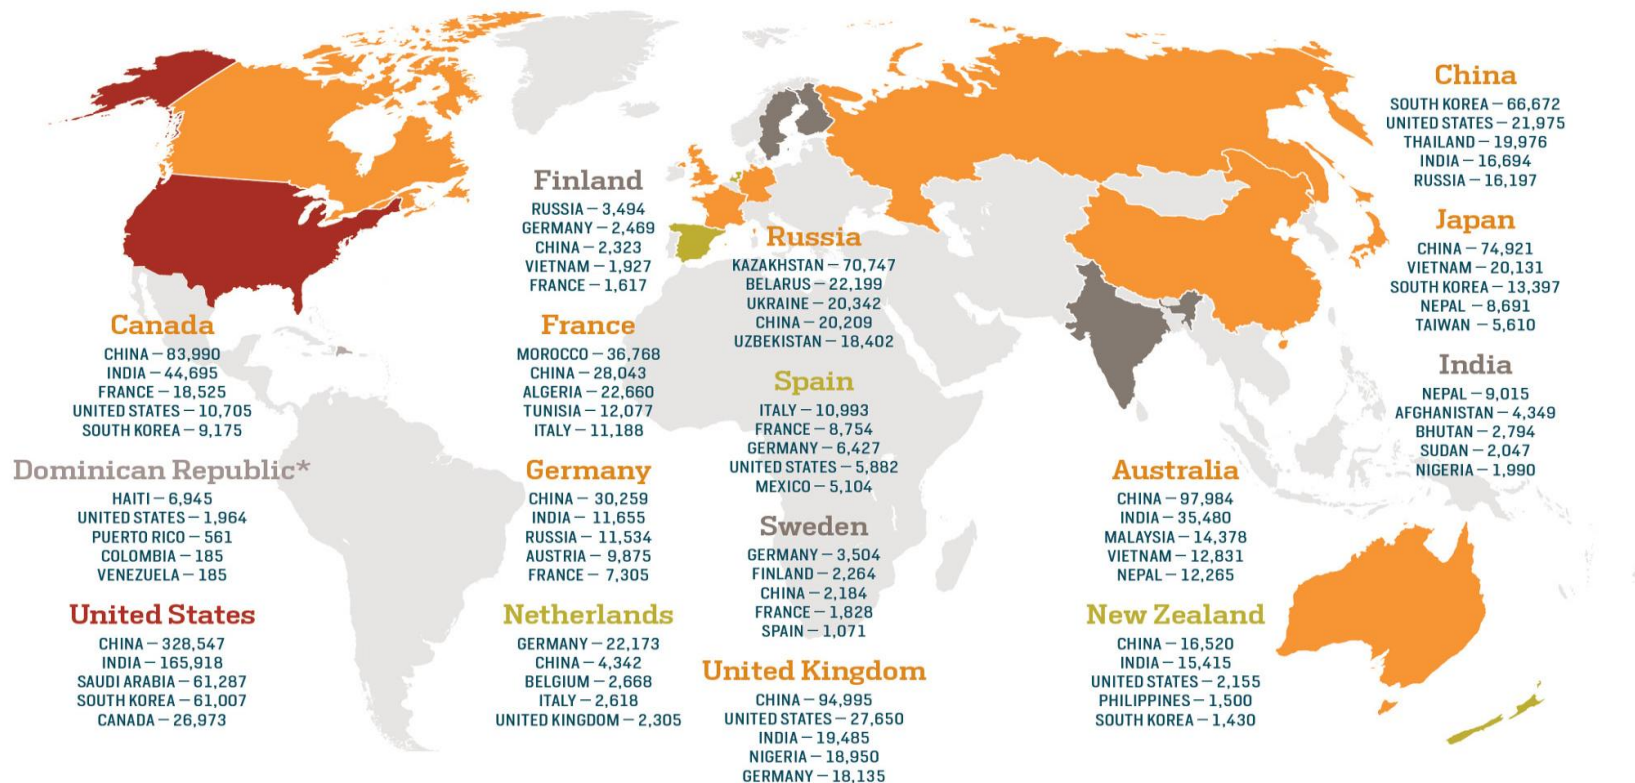 Canada
CHINA – 83,990
INDIA – 44,695
FRANCE – 18,525
UNITED STATES – 10,705
SOUTH KOREA – 9,175
Dominican Republic*
HAITI – 6,945
UNITED STATES – 1,964
PUERTO RICO – 561
COLOMBIA – 185
VENEZUELA – 185
United States
CHINA – 328,547
INDIA – 165,918
SAUDI ARABIA – 61,287
SOUTH KOREA – 61,007
CANADA – 26,973
Finland
RUSSIA – 3,494
GERMANY – 2,469
CHINA – 2,323
VIETNAM – 1,927
FRANCE – 1,617
France
MOROCCO – 36,768
CHINA – 28,043
ALGERIA – 22,660
TUNISIA – 12,077
ITALY – 11,188
Germany
CHINA – 30,259
INDIA – 11,655
RUSSIA – 11,534
AUSTRIA – 9,875
FRANCE – 7,305
Netherlands
GERMANY – 22,173
CHINA – 4,342
BELGIUM – 2,668
ITALY – 2,618
UNITED KINGDOM – 2,305
Russia
KAZAKHSTAN – 70,747
BELARUS – 22,199
UKRAINE – 20,342
CHINA – 20,209
UZBEKISTAN – 18,402
Spain
ITALY – 10,993
FRANCE – 8,754
GERMANY – 6,427
UNITED STATES – 5,882
MEXICO – 5,104
Sweden
GERMANY – 3,504
FINLAND – 2,264
CHINA – 2,184
FRANCE – 1,828
SPAIN – 1,071
United Kingdom
CHINA – 94,995
UNITED STATES – 27,650
INDIA – 19,485
NIGERIA – 18,950
GERMANY – 18,135
China
SOUTH KOREA – 66,672
UNITED STATES – 21,975
THAILAND – 19,976
INDIA – 16,694
RUSSIA – 16,197
Japan
CHINA – 74,921
VIETNAM – 20,131
SOUTH KOREA – 13,397
NEPAL – 8,691
TAIWAN – 5,610
India
NEPAL – 9,015
AFGHANISTAN – 4,349
BHUTAN – 2,794
SUDAN – 2,047
NIGERIA – 1,990
Australia
CHINA – 97,984
INDIA – 35,480
MALAYSIA – 14,378
VIETNAM – 12,831
NEPAL – 12,265
New Zealand
CHINA – 16,520
INDIA – 15,415
UNITED STATES – 2,155
PHILIPPINES – 1,500
SOUTH KOREA – 1,430